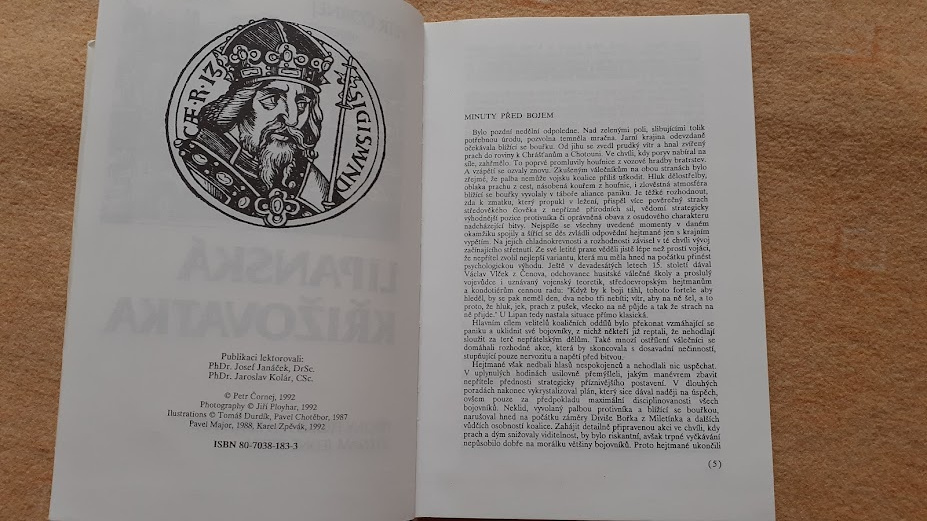 CÆ·R·13
SIGISMVND
Publikaci lektorovali:
PhDr. Josef Janáček, DrSc.
PhDr. Jaroslav Kolár, CSc.
© Petr Čornej, 1992
Photography © Jiří Ployhar, 1992
Ilustrations © Tomáš Durdík, Pavel Chotěbor, 1987
Pavel Major, 1988, Karel Zpěvák, 1992
ISBN 80-7038-183-3
MINUTY PŘED BOJEM
Bylo pozdní nedělní odpoledne. Nad zelenými poli, slibujícími tolik
potřebnou úrodu, pozvolna temněla mračna. Jarní krajina odevzdaně
očekávala blížící se bouřku. Od jihu se zvedl prudký vítr a hnal zvířený
prach do roviny k Chrášťanům a Chotouni. Ve chvíli, kdy poryv nabíral na
síle, zahřmělo. To poprvé promluvily houfnice z vozové hradby bratrstev.
A vzápětí se ozvaly znovu. Zkušeným válečníkům na obou stranách bylo
zřejmé, že palba nemůže vojsku koalice příliš uškodit. Hluk dělostřelby,
oblaka prachu z cest, násobená kouřem z houfnic, i zlověstná atmosféra
blížící se bouřky vyvolaly v táboře aliance paniku. Je těžké rozhodnout,
zda k zmatku, který propukl v ležení, přispěl více pověrečný strach
středověkého člověka z nepřízně přírodních sil, vědomí strategicky
výhodnější pozice protivníka či oprávněná obava z osudového charakteru
nadcházející bitvy. Nejspíše se všechny uvedené momenty v daném
okamžiku spojily a šířící se děs zvládli odpovědní hejtmané jen s krajním
vypětím. Na jejich chladnokrevnosti a rozhodnosti závisel v té chvíli vývoj
začínajícího střetnutí. Ze své letité praxe věděli jistě lépe než prostí vojáci,
že nepřítel zvolil nejlepší variantu, která mu měla hned na počátku přinést
psychologickou výhodu. Ještě v devadesátých letech 15. století dával
Václav Vlček z Čenova, odchovanec husitské válečné školy a proslulý
vojevůdce i uznávaný vojenský teoretik, středoevropským hejtmanům
a kondotiérům cennou radu: "Když by k boji táhl, tohoto fortele aby
hleděl, by se pak neměl den, dva nebo tři nebíti; vítr, aby na ně šel, a to
proto, že hluk, jek, prach z pušek, všecko na ně půjde a tak že strach na
ně přijde." U Lipan tedy nastala situace přímo klasická.
Hlavním cílem velitelů koaličních oddílů bylo překonat vzmáhající se
paniku a uklidnit své bojovníky, z nichž někteří již reptali, že nehodlají
sloužit za terč nepřátelským dělům. Také mnozí ostřílení válečníci se
domáhali rozhodné akce, která by skoncovala s dosavadní nečinností,
stupňující pouze nervozitu a napětí před bitvou.
Hejtmané však nedbali hlasů nespokojenců a nehodlali nic uspěchat.
V uplynulých hodinách usilovně přemýšleli, jakým manévrem zbavit
nepřítele přednosti strategicky příznivějšího postavení. V dlouhých
poradách nakonec vykrystalizoval plán, který sice dával naději na úspěch,
ovšem pouze za předpokladu maximální disciplinovanosti všech
bojovníků. Neklid, vyvolaný palbou protivníka a blížící se bouřkou,
narušoval hned na počátku záměry Diviše Bořka z Miletínka a dalších
vůdčích osobností koalice. Zahájit detailně připravenou akci ve chvíli, kdy
prach a dým snižovaly viditelnost, by bylo riskantní, avšak trpné vyčkávání
nepůsobilo dobře na morálku většiny bojovníků. Proto hejtmané ukončili
(5)